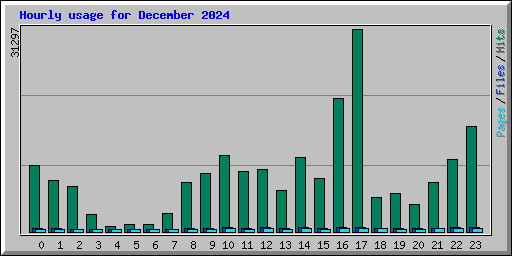 Hourly usage for December 2024
31297
Pages/Files/Hits
0 1 2 3 4 5 6 7 8 9 10 11 12 13 14 15 16 17 18 19 20 21 22 23